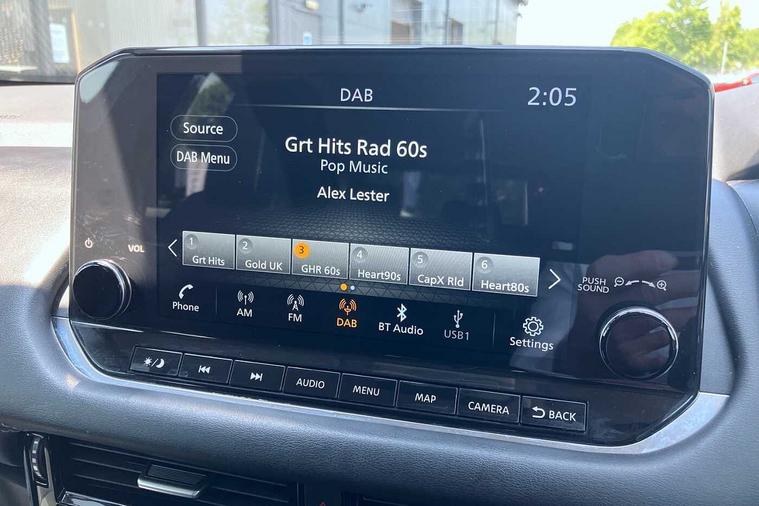 DAB
2:05
Source
DAB Menu
Grt Hits Rad 60s
Pop Music
Alex Lester
1 Grt Hits
2 Gold UK
3 GHR 60s
4 Heart90s
5 CapX Rld
6 Heart80s
VOL
PUSH
SOUND
Phone
AM
FM
DAB
BT Audio
USB1
Settings
AUDIO
MENU
MAP
CAMERA
BACK